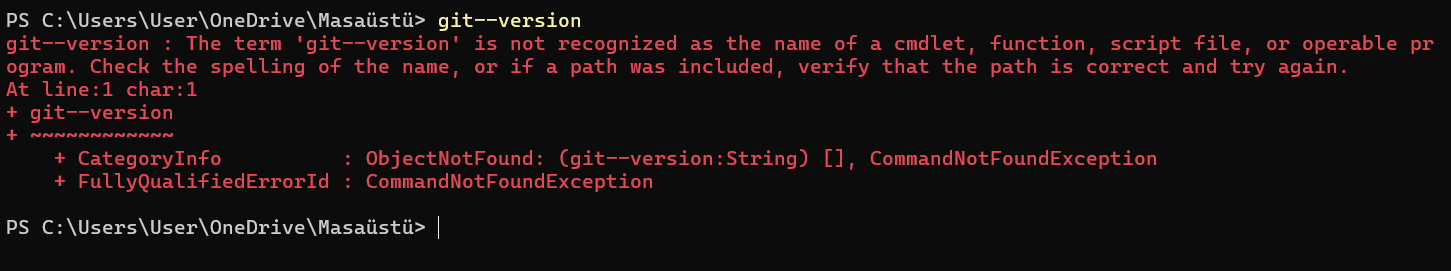 PS C:\Users\User\OneDrive\Masaüstü> git--version
git--version : The term 'git--version' is not recognized as the name of a cmdlet, function, script file, or operable pr
ogram. Check the spelling of the name, or if a path was included, verify that the path is correct and try again.
At line:1 char:1
+ git--version
+ ~~~~~~~~~~~~
    + CategoryInfo          : ObjectNotFound: (git--version:String) [], CommandNotFoundException
    + FullyQualifiedErrorId : CommandNotFoundException
PS C:\Users\User\OneDrive\Masaüstü>